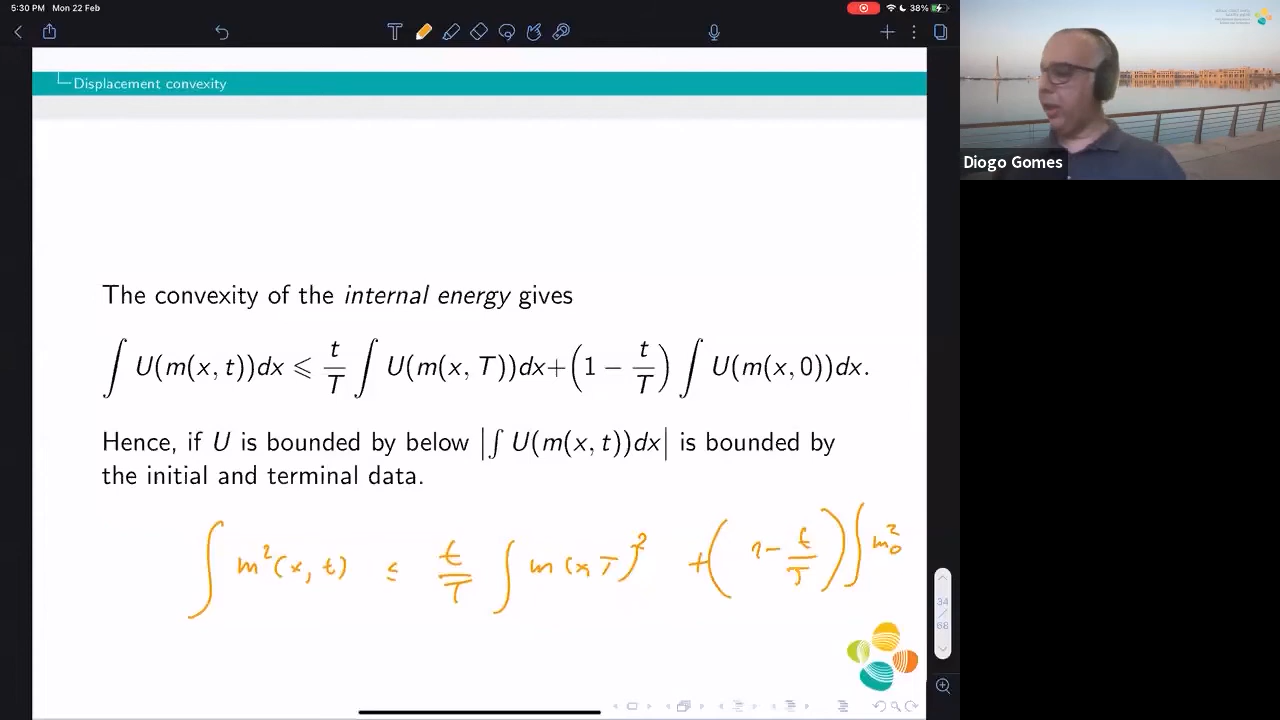 5:30 PM Mon 22 Feb
38%
Displacement convexity
Diogo Gomes
The convexity of the internal energy gives
∫ U(m(x, t))dx ⩽ t/T ∫ U(m(x, T))dx+(1 − t/T) ∫ U(m(x, 0))dx.
Hence, if U is bounded by below |∫ U(m(x, t))dx| is bounded by
the initial and terminal data.
∫ m²(x, t) ≤ t/T ∫ m(x T)² + (1 - t/T) ∫ m₀²
34
/
68